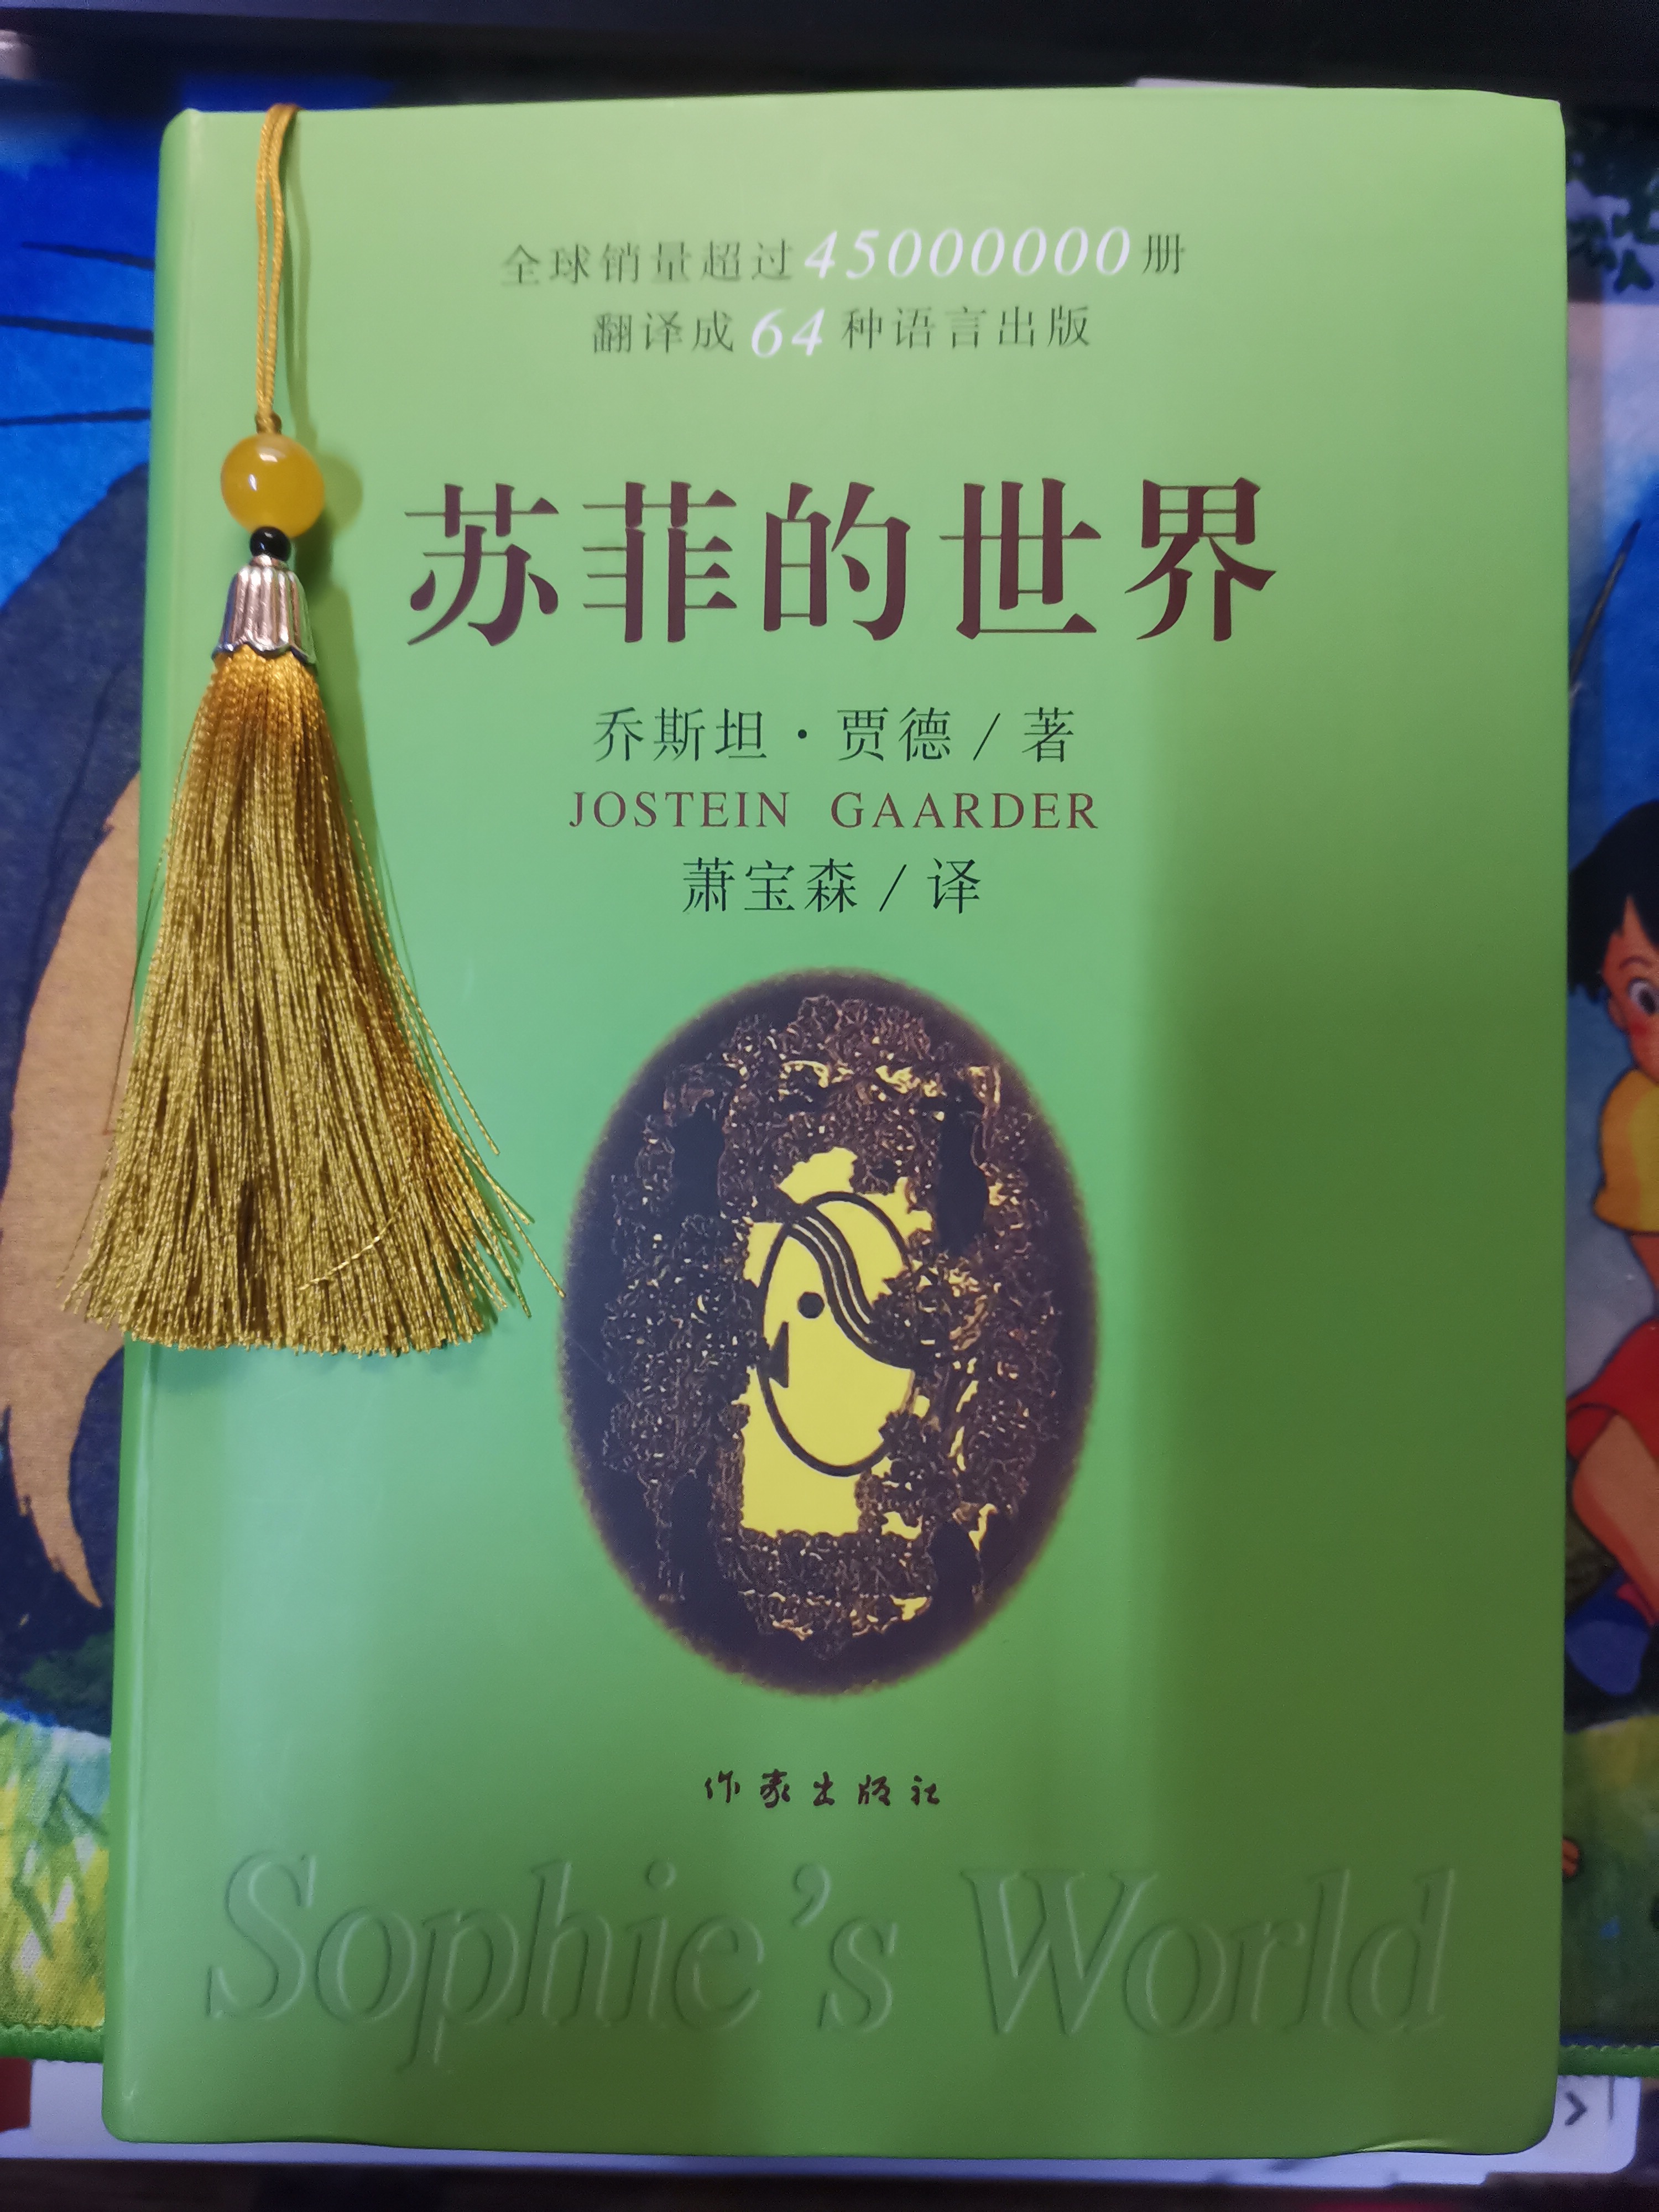 全球销量超过45000000册
翻译成64种语言出版
苏菲的世界
乔斯坦·贾德/著
JOSTEIN GAARDER
萧宝森/译
作家出版社
Sophie's World